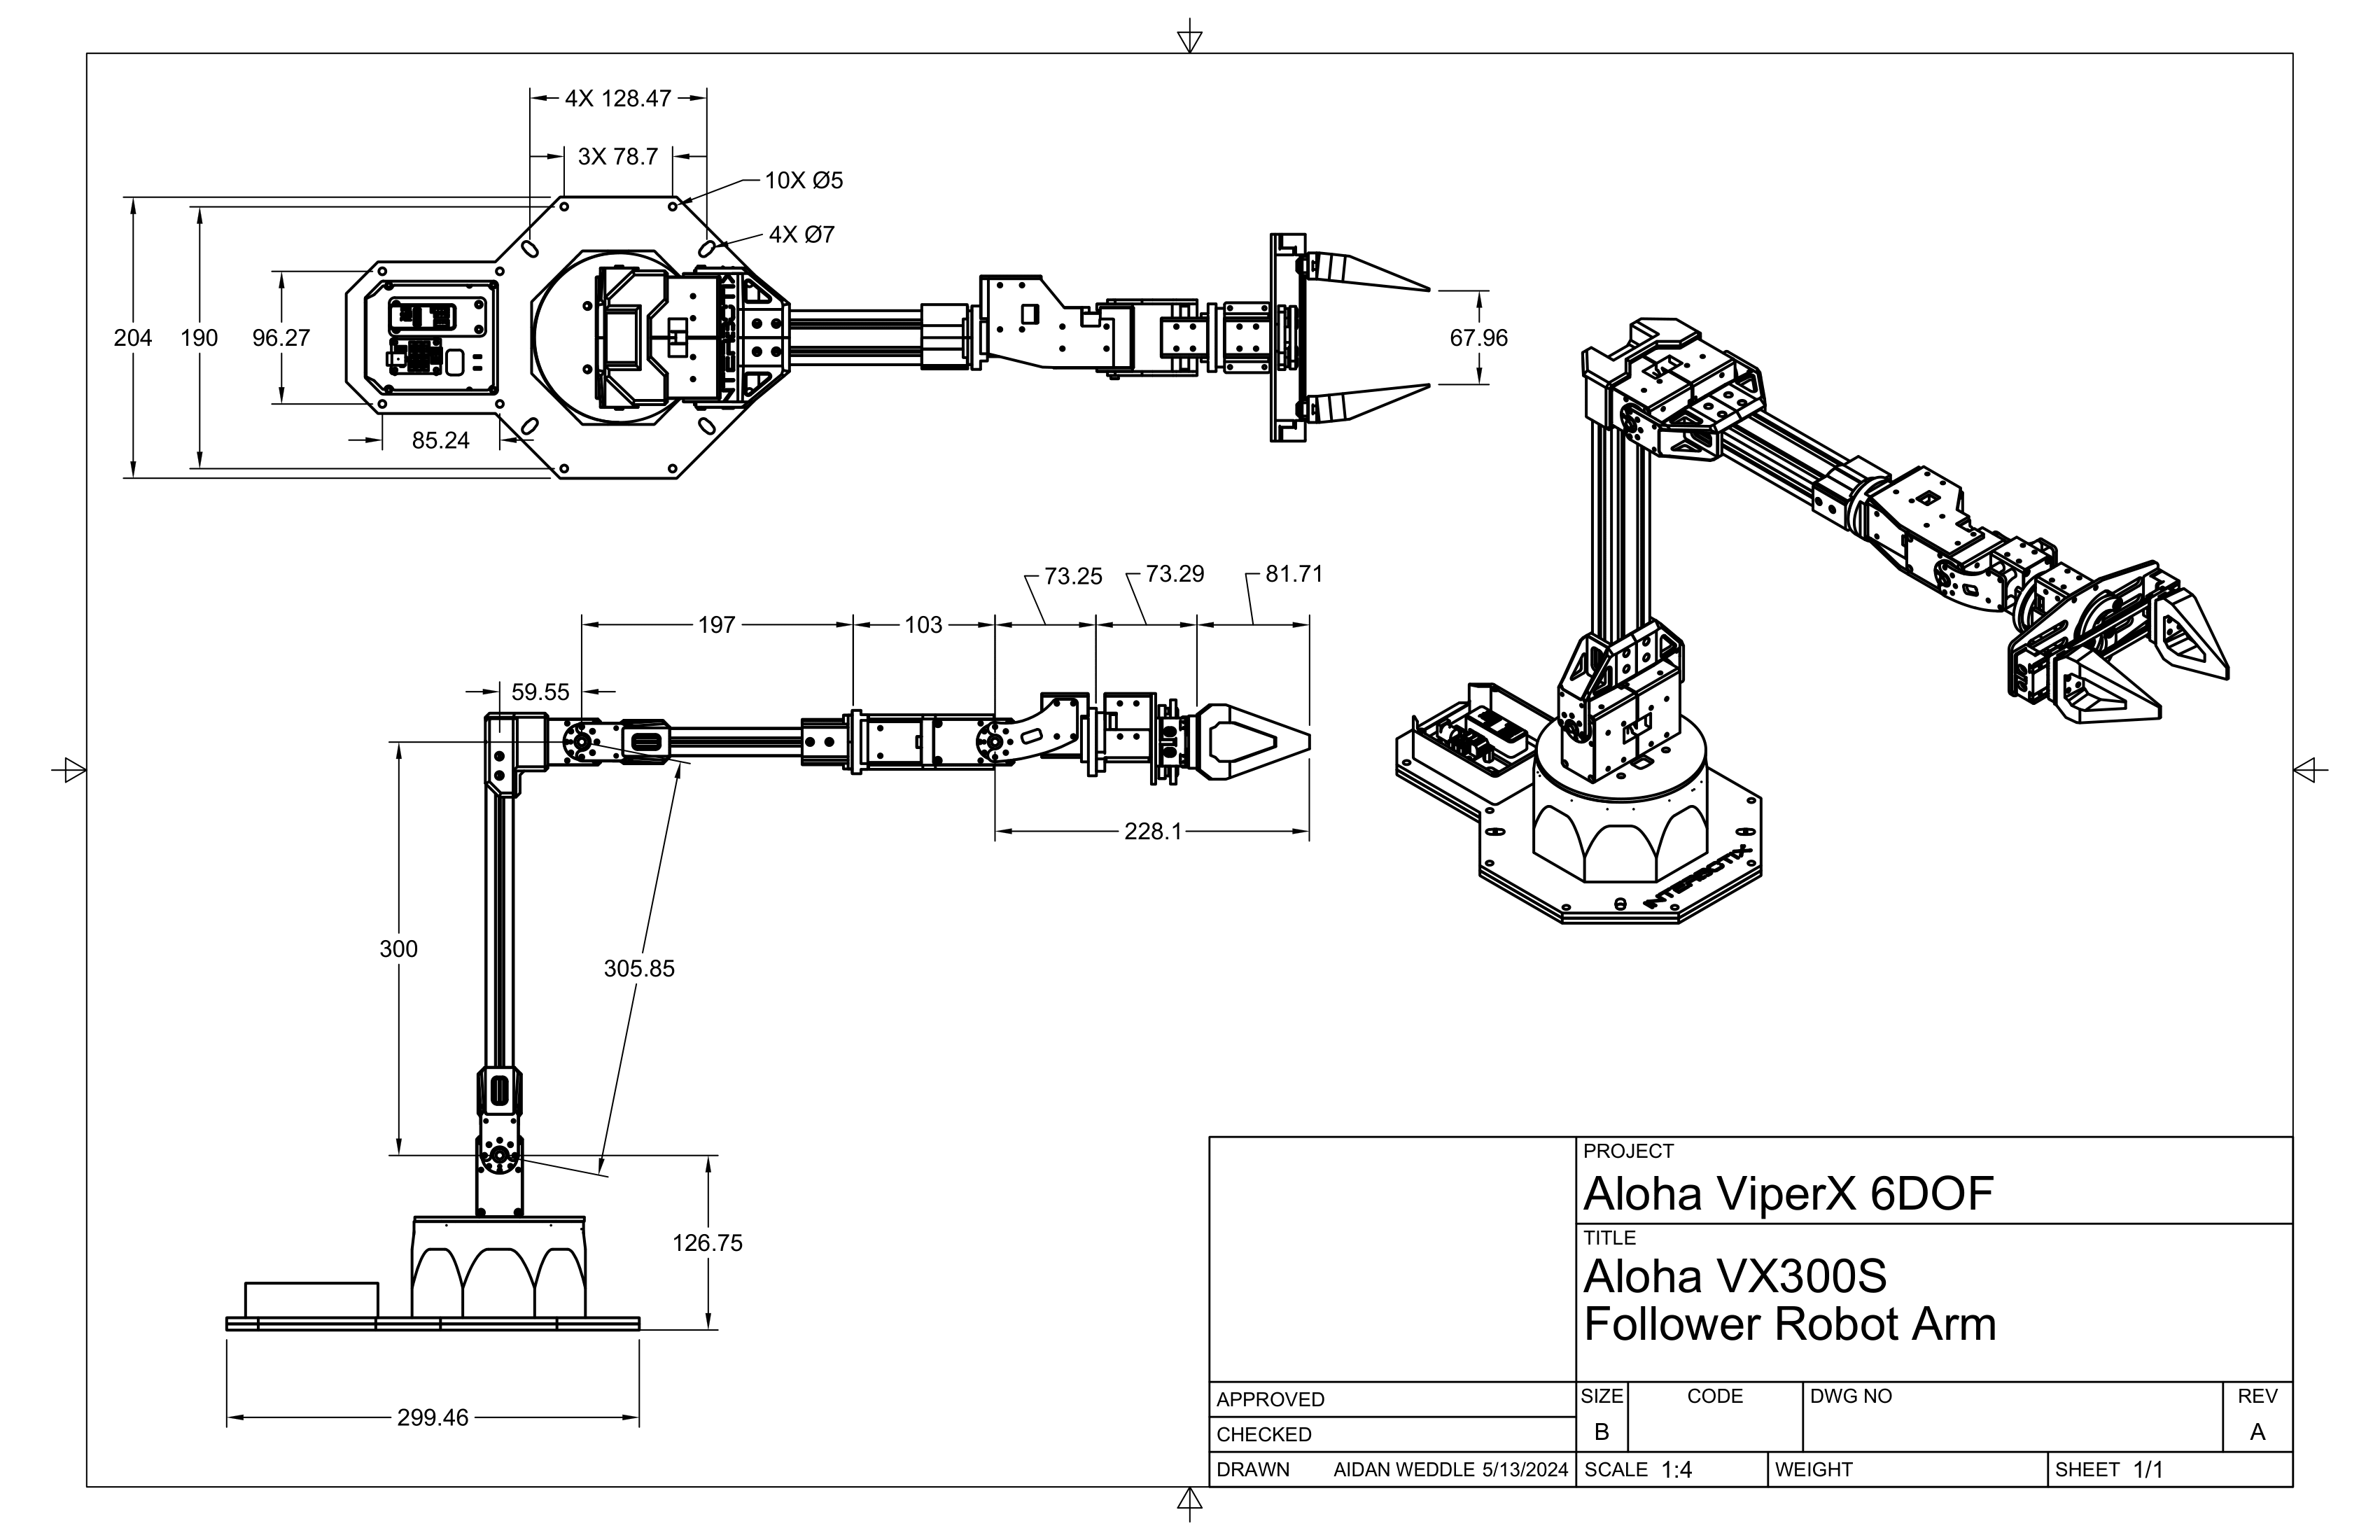 4X 128.47
3X 78.7
10X Ø5
4X Ø7
204
190
96.27
85.24
67.96
73.25
73.29
81.71
197
103
59.55
228.1
300
305.85
126.75
299.46
INTERBOTIX
PROJECT
Aloha ViperX 6DOF
TITLE
Aloha VX300S
Follower Robot Arm
APPROVED
CHECKED
DRAWN AIDAN WEDDLE 5/13/2024
SIZE
B
CODE
DWG NO
REV
A
SCALE 1:4
WEIGHT
SHEET 1/1